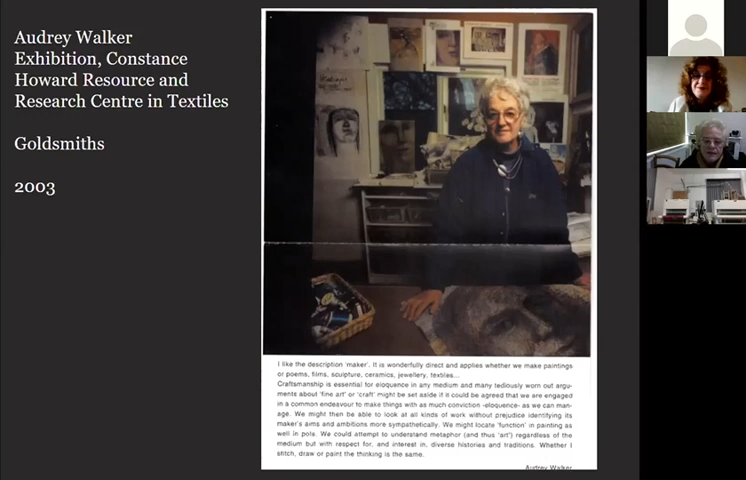 Audrey Walker
Exhibition, Constance
Howard Resource and
Research Centre in Textiles
Goldsmiths
2003
I like the description 'maker'. It is wonderfully direct and applies whether we make paintings
or poems, films, sculpture, ceramics, jewellery, textiles...
Craftsmanship is essential for eloquence in any medium and many tediously worn out argu-
ments about 'fine art' or 'craft' might be set aside if it could be agreed that we are engaged
in a common endeavour to make things with as much conviction -eloquence- as we can man-
age. We might then be able to look at all kinds of work without prejudice identifying its
maker's aims and ambitions more sympathetically. We might locate 'function' in painting as
well in pots. We could attempt to understand metaphor (and thus 'art') regardless of the
medium but with respect for, and interest in, diverse histories and traditions. Whether I
stitch, draw or paint the thinking is the same.
Audrey Walker